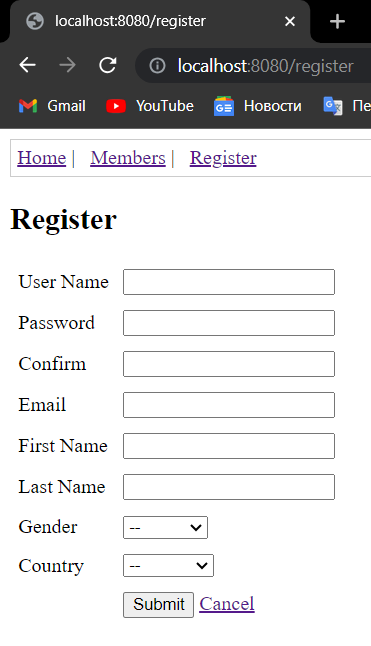 localhost:8080/register
localhost:8080/register
Gmail YouTube Новости Пе
Home | Members | Register
Register
User Name
Password
Confirm
Email
First Name
Last Name
Gender --
Country --
Submit Cancel